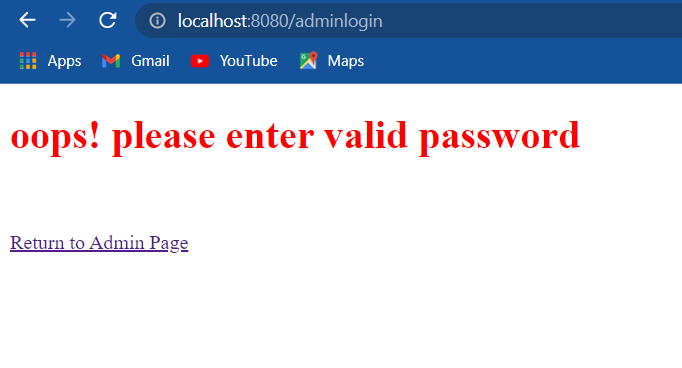 localhost:8080/adminlogin
Apps Gmail YouTube Maps
oops! please enter valid password
Return to Admin Page